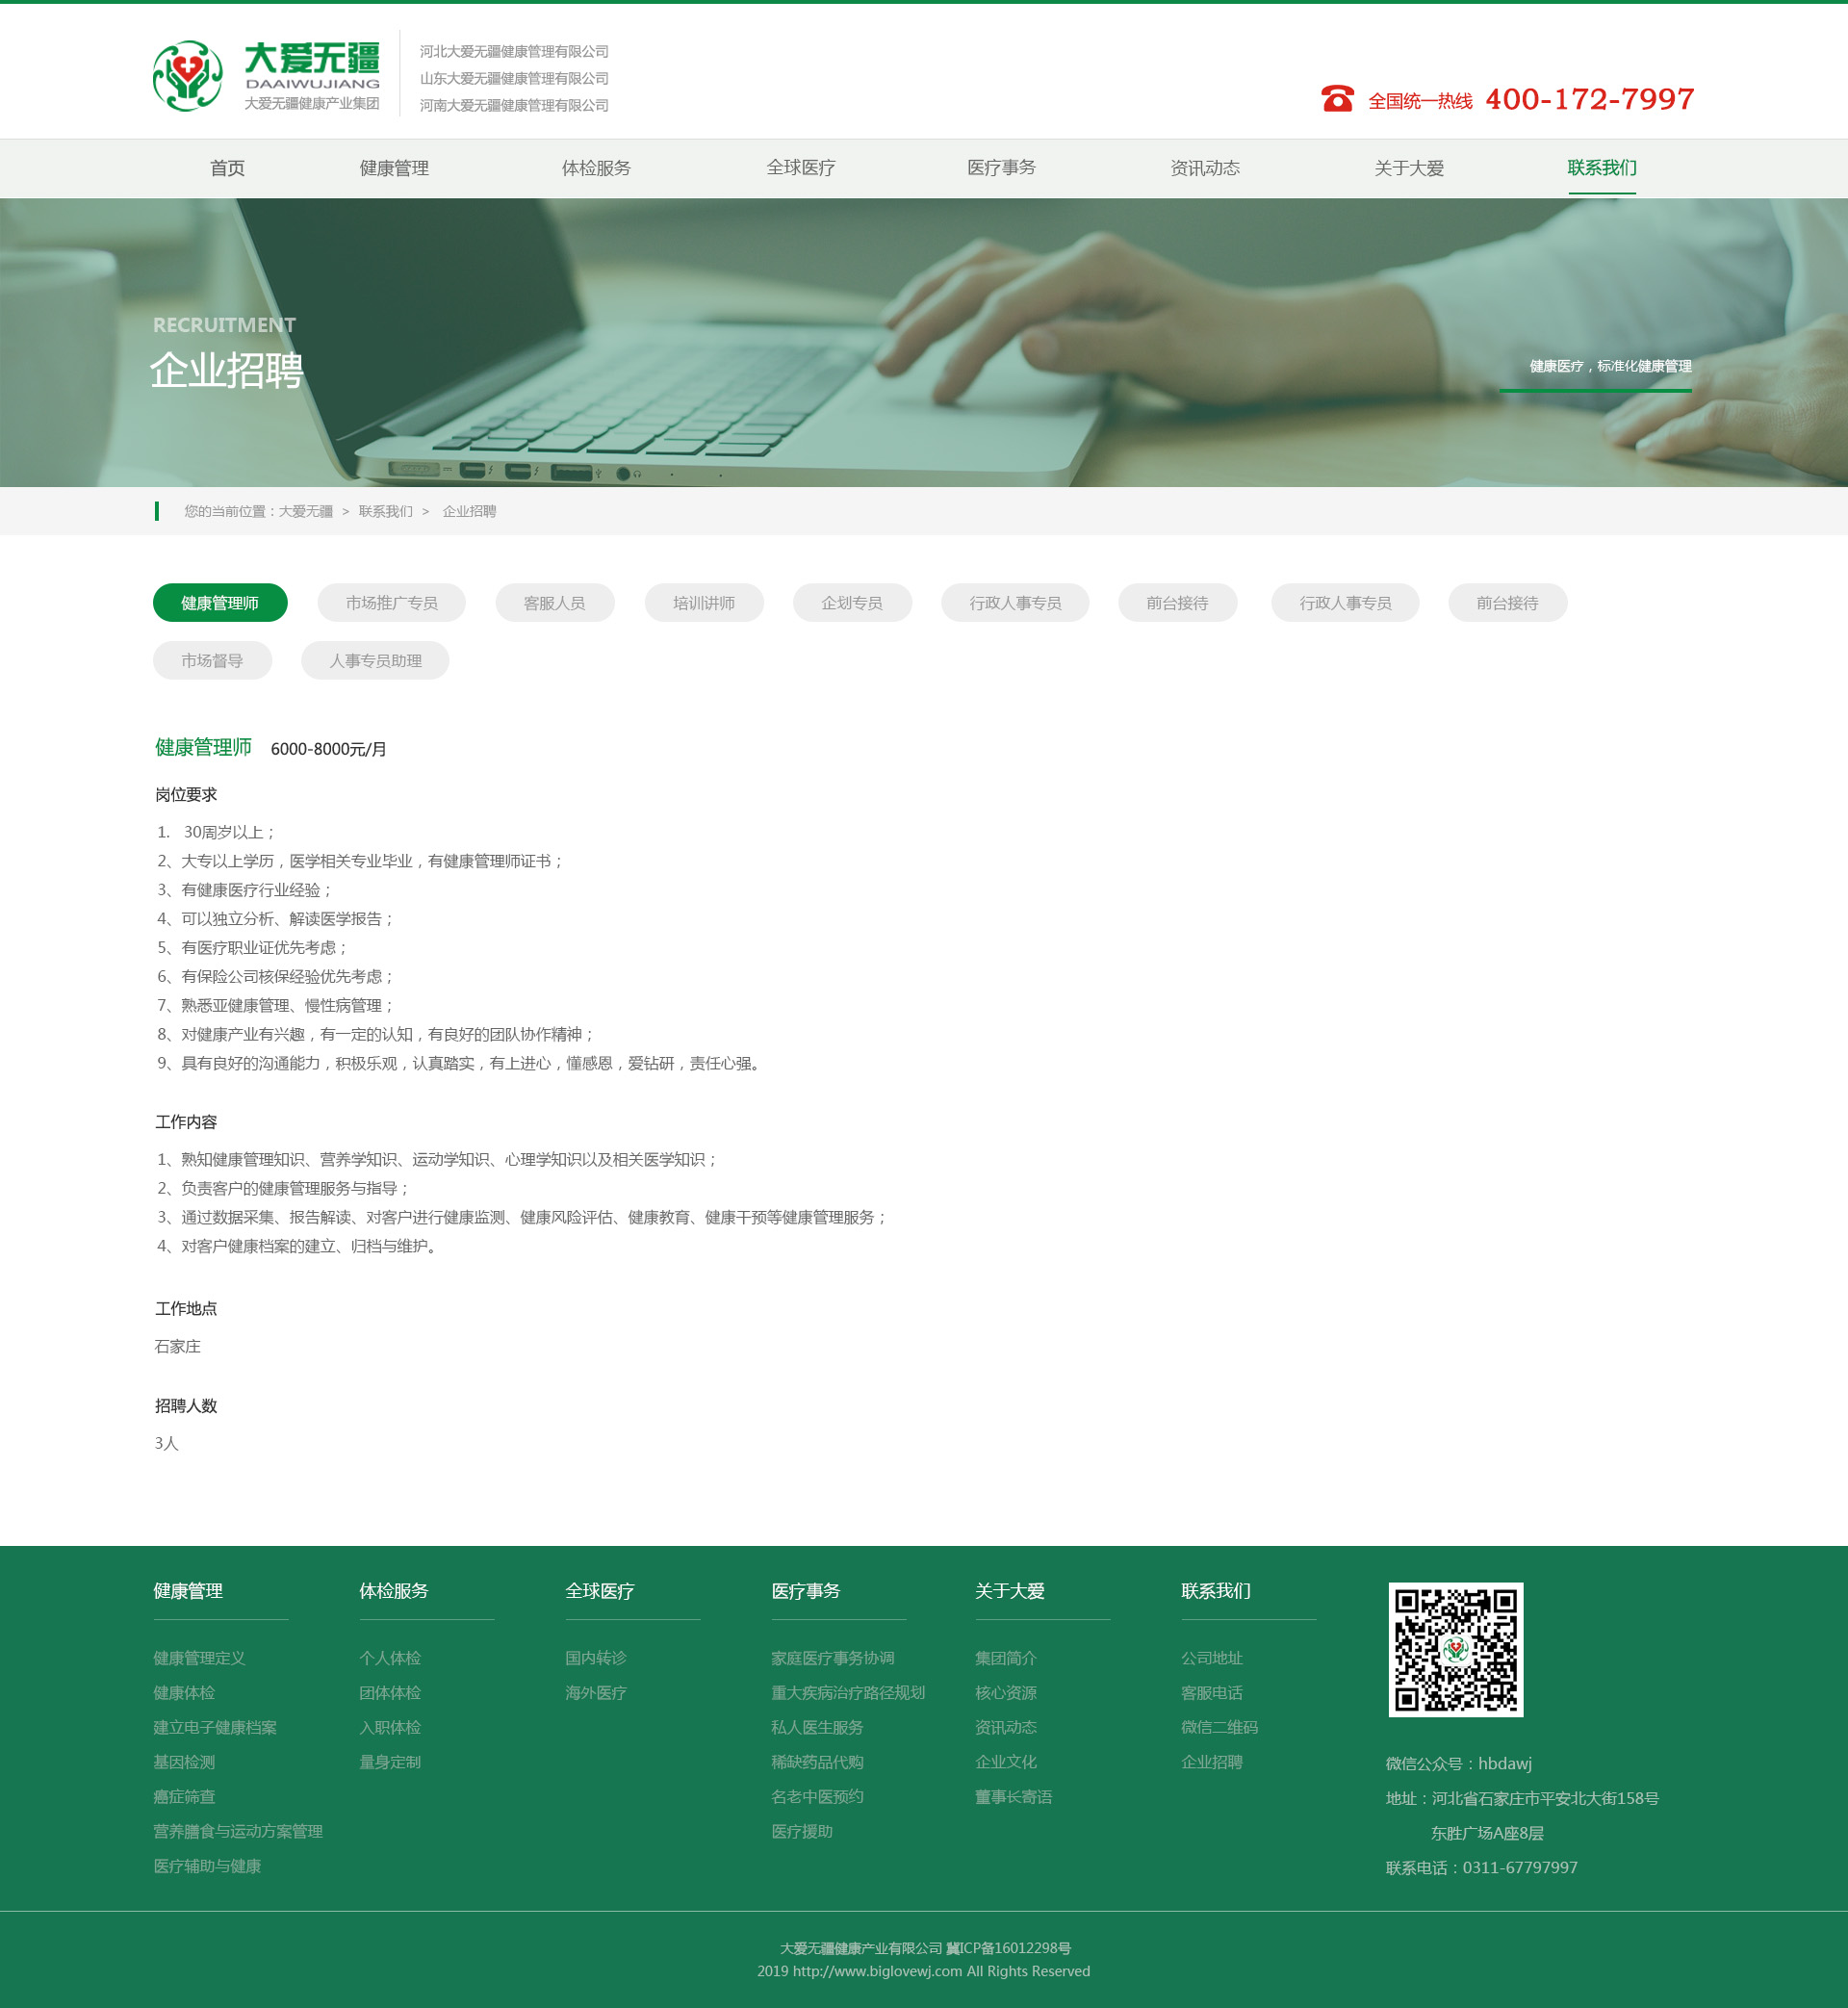 大爱无疆
DAAIWUJIANG
大爱无疆健康产业集团
河北大爱无疆健康管理有限公司
山东大爱无疆健康管理有限公司
河南大爱无疆健康管理有限公司
全国统一热线 400-172-7997
首页 健康管理 体检服务 全球医疗 医疗事务 资讯动态 关于大爱 联系我们
RECRUITMENT
企业招聘
健康医疗，标准化健康管理
您的当前位置：大爱无疆 > 联系我们 > 企业招聘
健康管理师 市场推广专员 客服人员 培训讲师 企划专员 行政人事专员 前台接待 行政人事专员 前台接待
市场督导 人事专员助理
健康管理师 6000-8000元/月
岗位要求
1. 30周岁以上；
2、大专以上学历，医学相关专业毕业，有健康管理师证书；
3、有健康医疗行业经验；
4、可以独立分析、解读医学报告；
5、有医疗职业证优先考虑；
6、有保险公司核保经验优先考虑；
7、熟悉亚健康管理、慢性病管理；
8、对健康产业有兴趣，有一定的认知，有良好的团队协作精神；
9、具有良好的沟通能力，积极乐观，认真踏实，有上进心，懂感恩，爱钻研，责任心强。
工作内容
1、熟知健康管理知识、营养学知识、运动学知识、心理学知识以及相关医学知识；
2、负责客户的健康管理服务与指导；
3、通过数据采集、报告解读、对客户进行健康监测、健康风险评估、健康教育、健康干预等健康管理服务；
4、对客户健康档案的建立、归档与维护。
工作地点
石家庄
招聘人数
3人
健康管理
健康管理定义
健康体检
建立电子健康档案
基因检测
癌症筛查
营养膳食与运动方案管理
医疗辅助与健康
体检服务
个人体检
团体体检
入职体检
量身定制
全球医疗
国内转诊
海外医疗
医疗事务
家庭医疗事务协调
重大疾病治疗路径规划
私人医生服务
稀缺药品代购
名老中医预约
医疗援助
关于大爱
集团简介
核心资源
资讯动态
企业文化
董事长寄语
联系我们
公司地址
客服电话
微信二维码
企业招聘
微信公众号：hbdawj
地址：河北省石家庄市平安北大街158号
东胜广场A座8层
联系电话：0311-67797997
大爱无疆健康产业有限公司 冀ICP备16012298号
2019 http://www.biglovewj.com All Rights Reserved